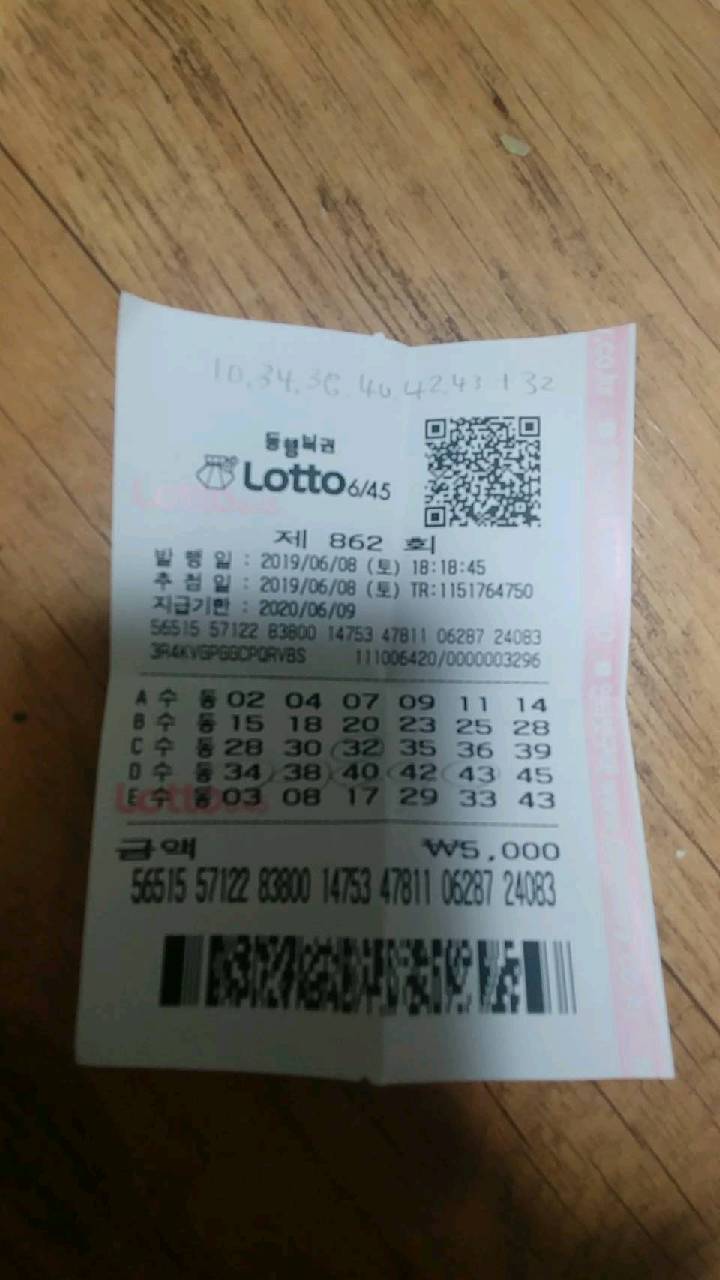 10.34.38.40 42.43 + 32
동행복권
Lotto 6/45
제 862 회
발 행 일 : 2019/06/08 (토) 18:18:45
추 첨 일 : 2019/06/08 (토) TR:1151764750
지급기한 : 2020/06/09
56515 57122 83800 14753 47811 06287 24083
3R4KVGPGGCPQRVBS 111006420/0000003296
A 수 동 02 04 07 09 11 14
B 수 동 15 18 20 23 25 28
C 수 동 28 30 32 35 36 39
D 수 동 34 38 40 42 43 45
E 수 동 03 08 17 29 33 43
금액 ₩5,000
56515 57122 83800 14753 47811 06287 24083